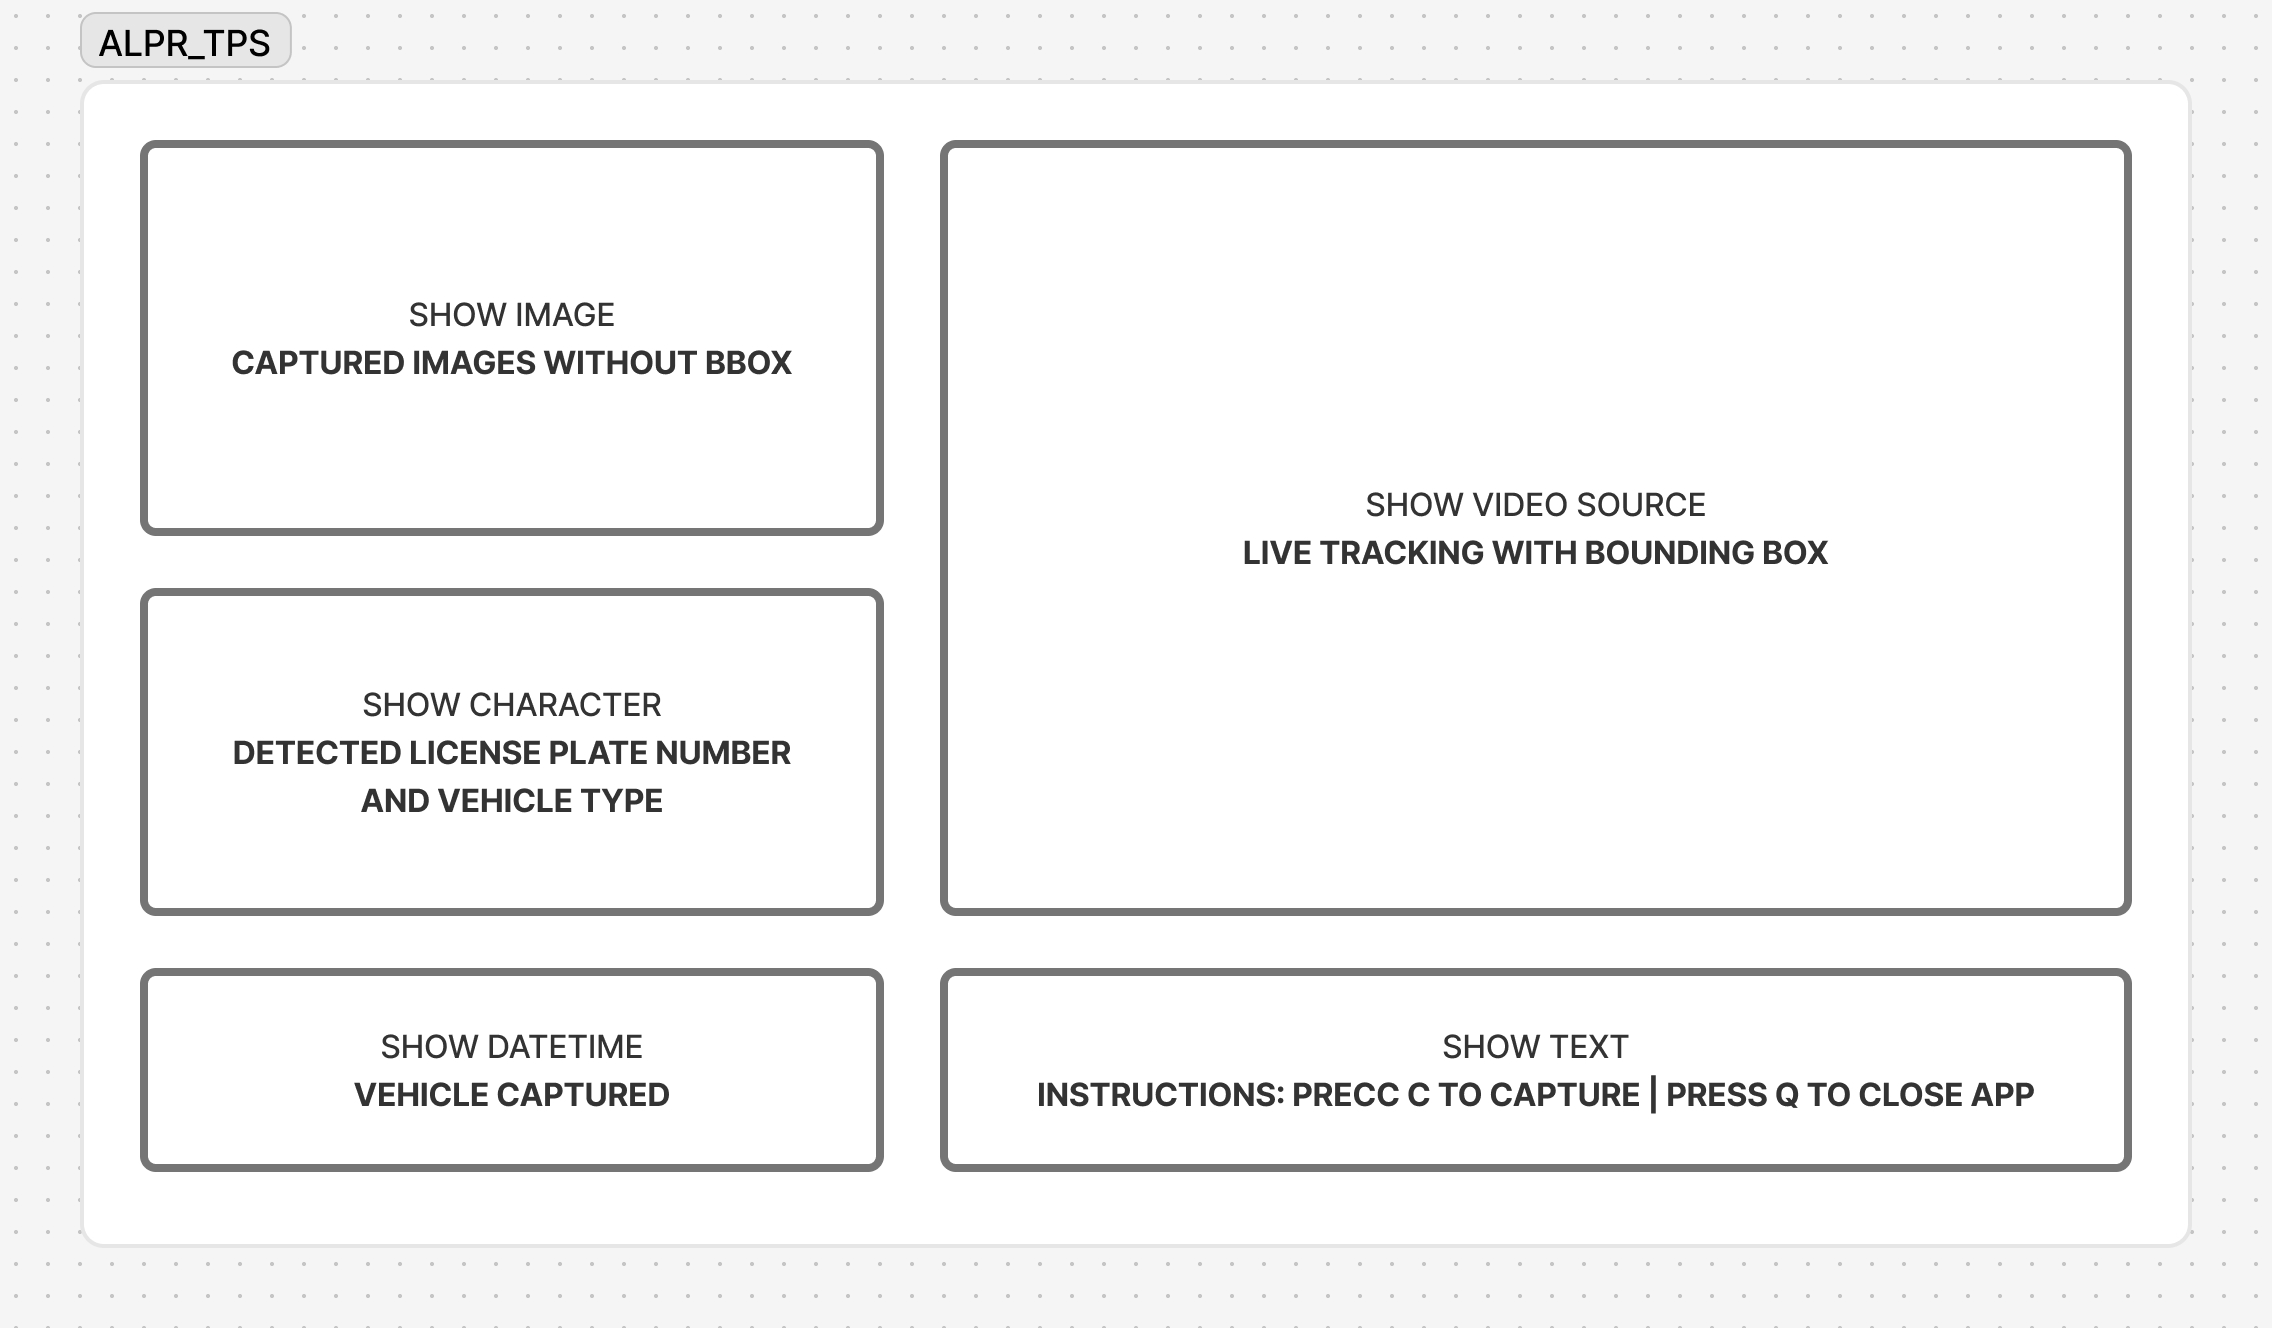 ALPR_TPS
SHOW IMAGE
CAPTURED IMAGES WITHOUT BBOX
SHOW VIDEO SOURCE
LIVE TRACKING WITH BOUNDING BOX
SHOW CHARACTER
DETECTED LICENSE PLATE NUMBER
AND VEHICLE TYPE
SHOW DATETIME
VEHICLE CAPTURED
SHOW TEXT
INSTRUCTIONS: PRECC C TO CAPTURE | PRESS Q TO CLOSE APP